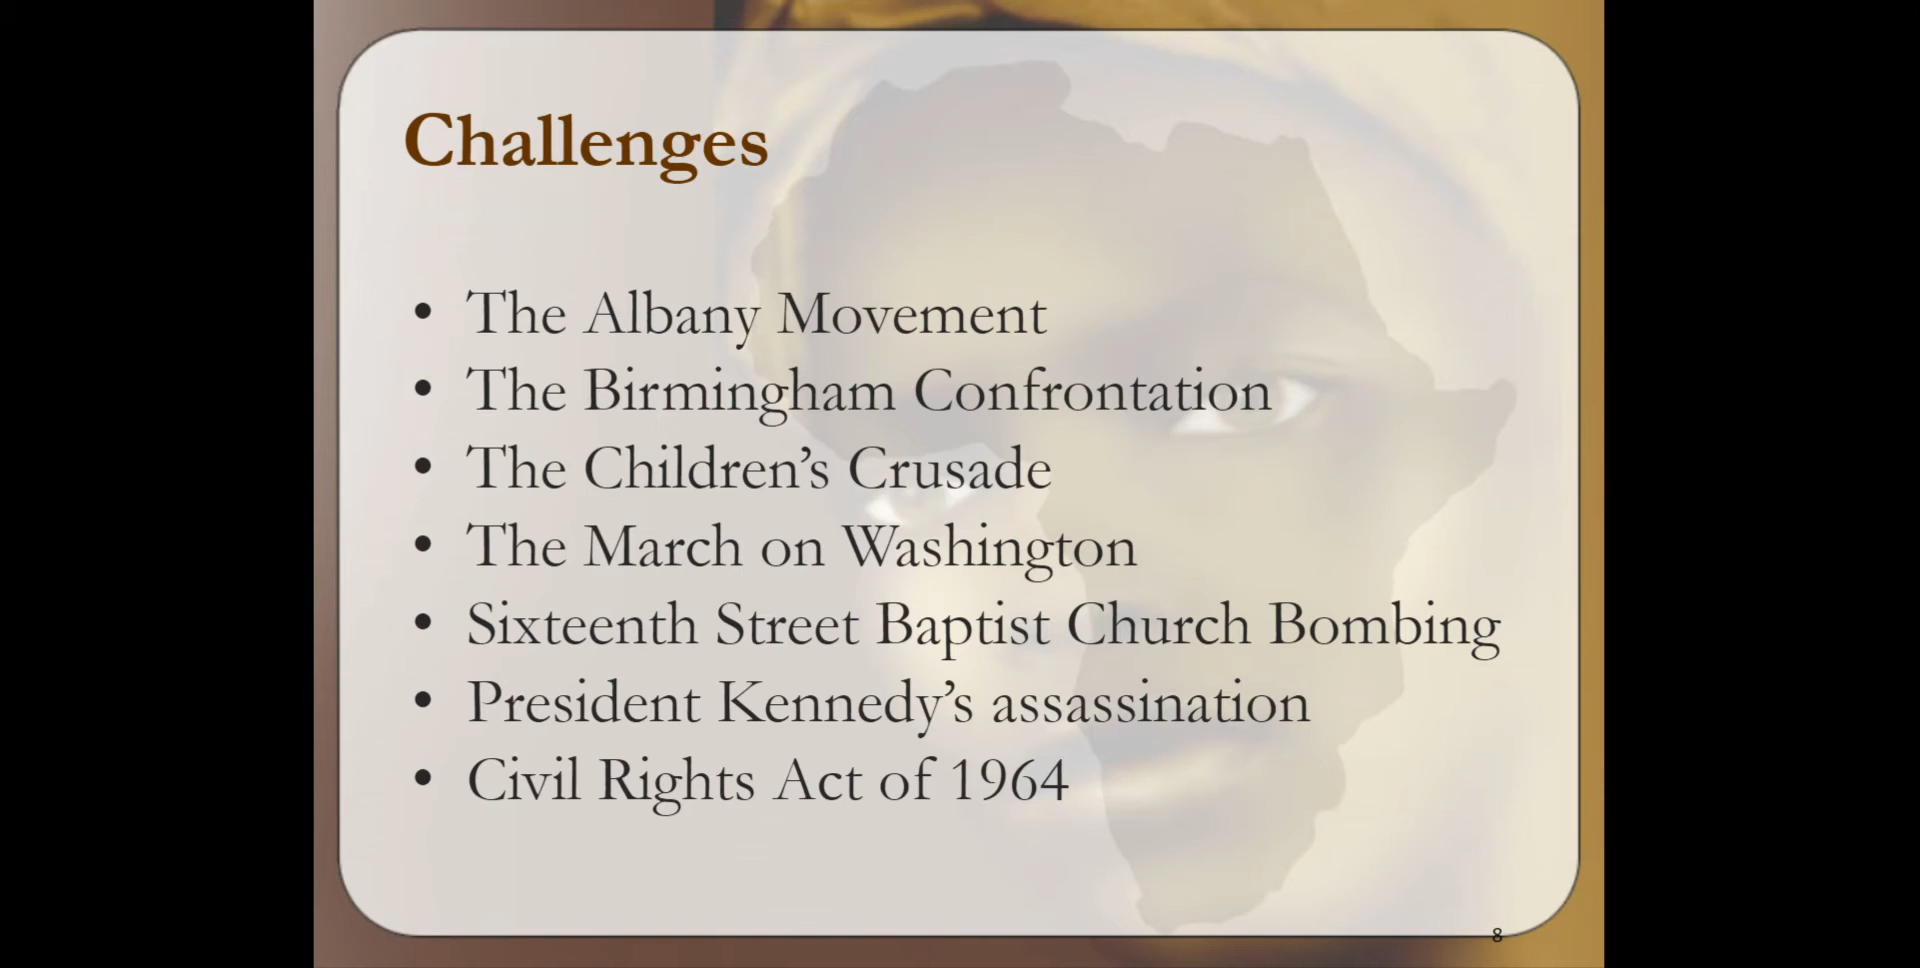 Challenges
• The Albany Movement
• The Birmingham Confrontation
• The Children’s Crusade
• The March on Washington
• Sixteenth Street Baptist Church Bombing
• President Kennedy’s assassination
• Civil Rights Act of 1964
8